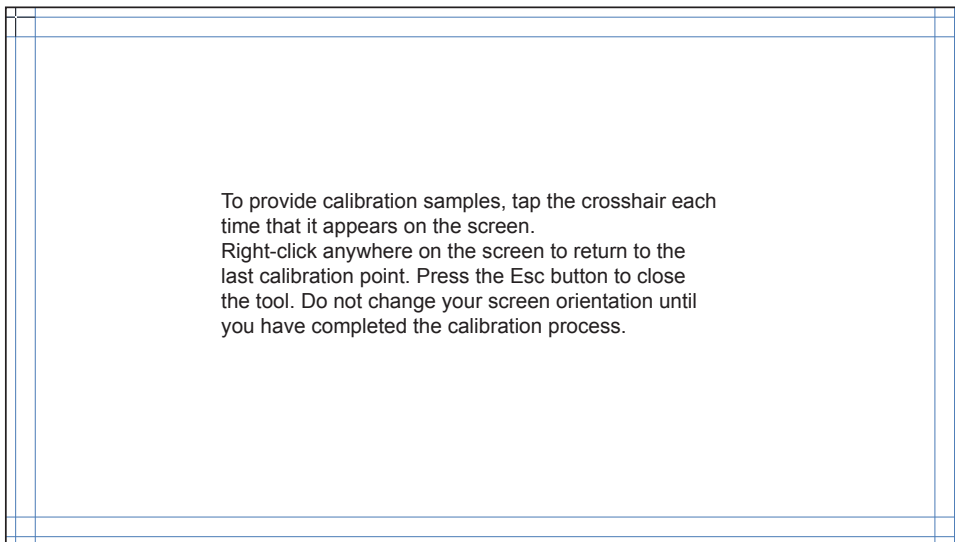 To provide calibration samples, tap the crosshair each
time that it appears on the screen.
Right-click anywhere on the screen to return to the
last calibration point. Press the Esc button to close
the tool. Do not change your screen orientation until
you have completed the calibration process.